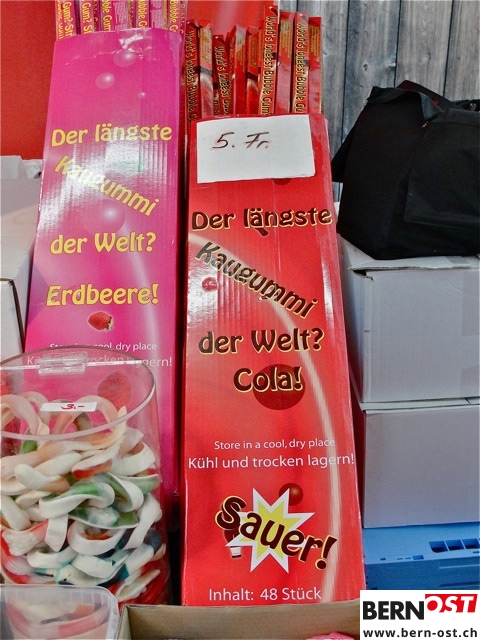 World's longest Bubble Gum
5. Fr.
Der längste
Kaugummi
der Welt?
Erdbeere!
Store in a cool, dry place
Kühl und trocken lagern!
Der längste
Kaugummi
der Welt?
Cola!
Store in a cool, dry place
Kühl und trocken lagern!
Sauer!
Inhalt: 48 Stück
3.-
BERNOST
www.bern-ost.ch